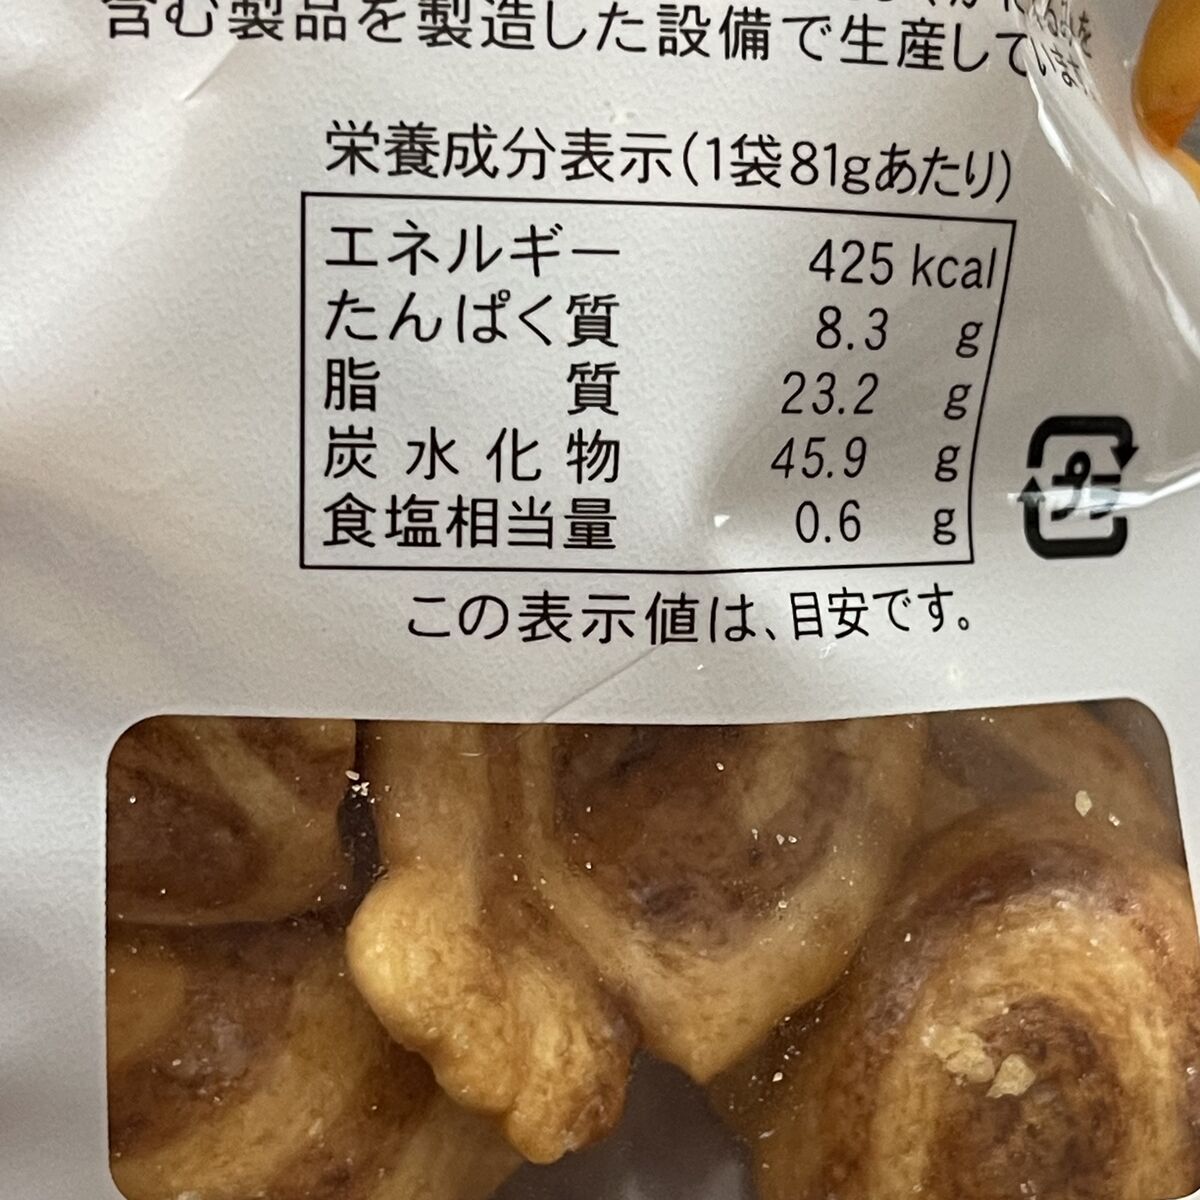 含む製品を製造した設備で生産しています
栄養成分表示(1袋81gあたり)
エネルギー 425 kcal
たんぱく質 8.3 g
脂質 23.2 g
炭水化物 45.9 g
食塩相当量 0.6 g
プラ
この表示値は、目安です。